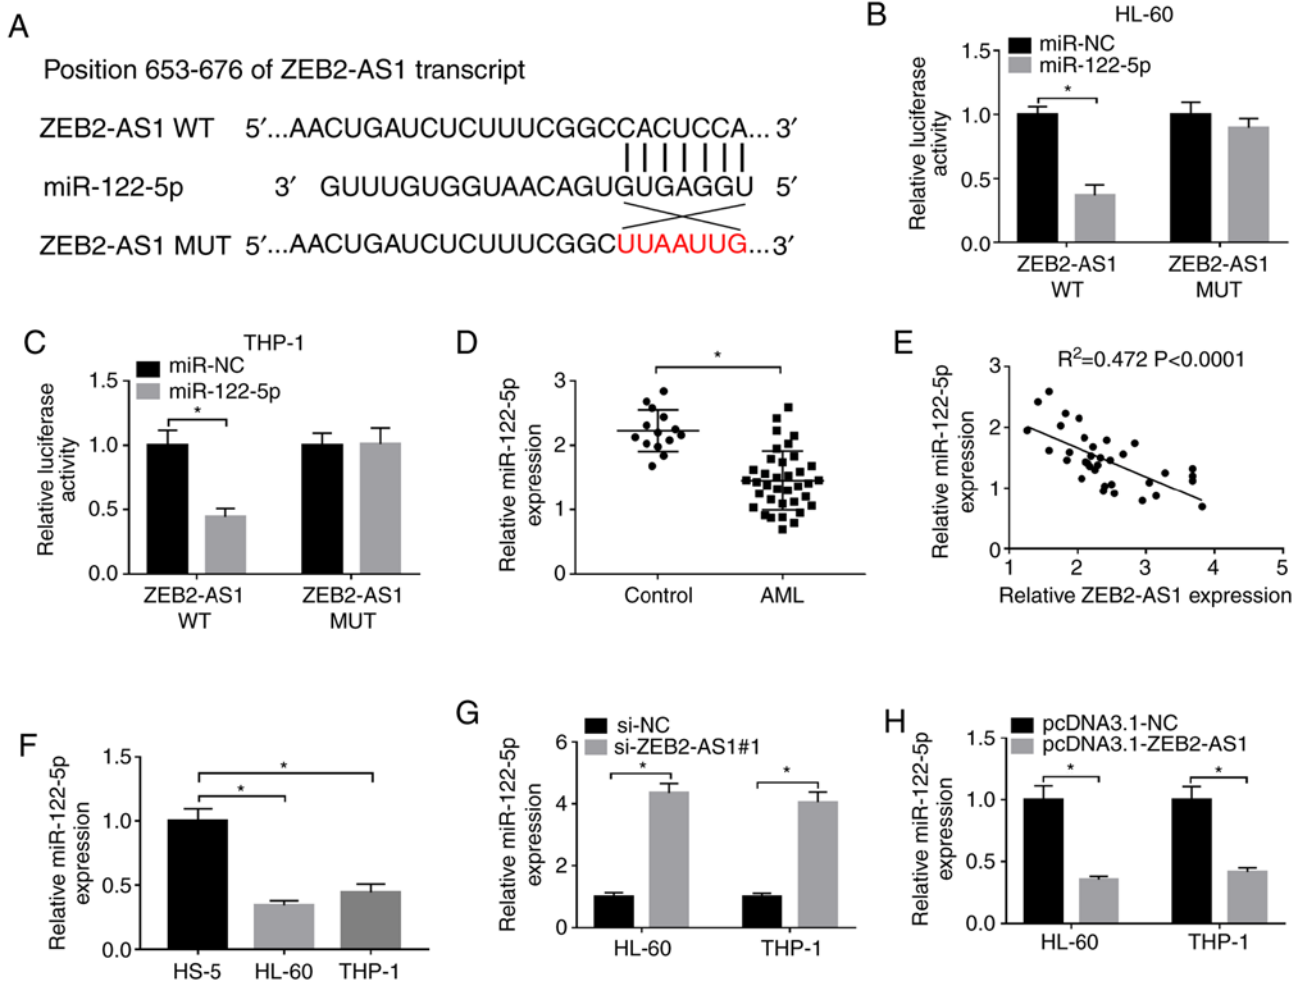 A
Position 653-676 of ZEB2-AS1 transcript
ZEB2-AS1 WT 5′...AACUGAUCUCUUUCGGCCACUCCA... 3′
miR-122-5p 3′ GUUUGUGGUAACAGUGUGAGGU 5′
ZEB2-AS1 MUT 5′...AACUGAUCUCUUUCGGCUUAAUUG...3′
B
HL-60
miR-NC
miR-122-5p
Relative luciferase
activity
1.5
1.0
0.5
0.0
*
ZEB2-AS1
WT
ZEB2-AS1
MUT
C
THP-1
miR-NC
miR-122-5p
Relative luciferase
activity
1.5
1.0
0.5
0.0
*
ZEB2-AS1
WT
ZEB2-AS1
MUT
D
Relative miR-122-5p
expression
3
2
1
0
*
Control
AML
E
R²=0.472 P<0.0001
Relative miR-122-5p
expression
3
2
1
0
1 2 3 4 5
Relative ZEB2-AS1 expression
F
Relative miR-122-5p
expression
1.5
1.0
0.5
0.0
*
*
HS-5 HL-60 THP-1
G
si-NC
si-ZEB2-AS1#1
Relative miR-122-5p
expression
6
4
2
0
*
*
HL-60 THP-1
H
pcDNA3.1-NC
pcDNA3.1-ZEB2-AS1
Relative miR-122-5p
expression
1.5
1.0
0.5
0.0
*
*
HL-60 THP-1